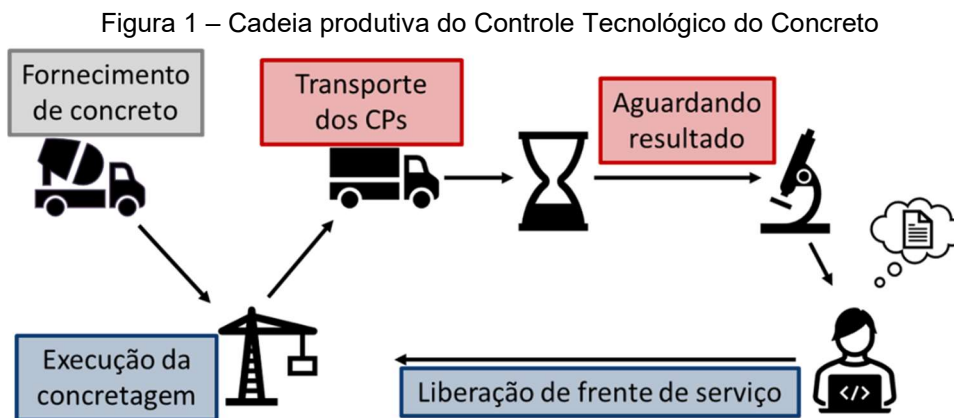 Figura 1 – Cadeia produtiva do Controle Tecnológico do Concreto
Fornecimento
de concreto
Transporte
dos CPs
Aguardando
resultado
Execução da
concretagem
Liberação de frente de serviço
</>